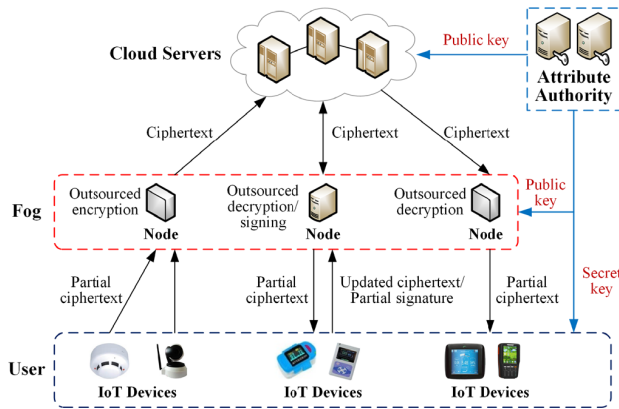 Cloud Servers
Public key
Attribute
Authority
Ciphertext
Ciphertext
Ciphertext
Fog
Outsourced
encryption
Node
Outsourced
decryption/
signing
Node
Outsourced
decryption
Node
Public
key
Partial
ciphertext
Partial
ciphertext
Updated ciphertext/
Partial signature
Partial
ciphertext
Secret
key
User
IoT Devices
IoT Devices
IoT Devices